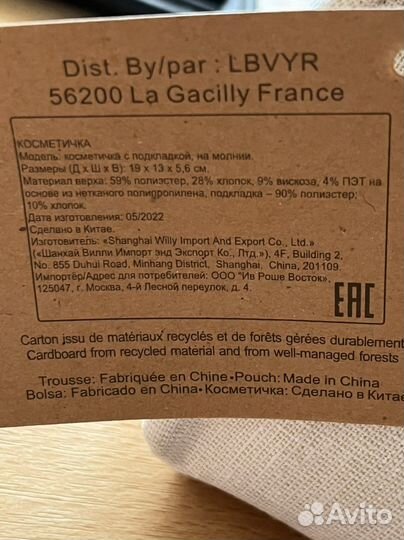 Dist. By/par : LBVYR
56200 La Gacilly France
КОСМЕТИЧКА
Модель: косметичка с подкладкой, на молнии.
Размеры (Д х Ш х В): 19 х 13 х 5,6 см.
Материал верха: 59% полиэстер, 28% хлопок, 9% вискоза, 4% ПЭТ на
основе из нетканого полипропилена, подкладка – 90% полиэстер;
10% хлопок.
Дата изготовления: 05/2022
Сделано в Китае.
Изготовитель: «Shanghai Willy Import And Export Co., Ltd.»
(«Шанхай Вилли Импорт энд Экспорт Ко., Лтд.»), 4F, Building 2,
No. 855 Duhui Road, Minhang District, Shanghai, China, 201109.
Импортёр/Адрес для потребителей: ООО "Ив Роше Восток",
125047, г. Москва, 4-й Лесной переулок, д. 4.
EAC
Carton issu de matériaux recyclés et de forêts gérées durablement
Cardboard from recycled material and from well-managed forests
Trousse: Fabriquée en Chine•Pouch: Made in China
Bolsa: Fabricado en China•Косметичка: Сделано в Китае
Avito